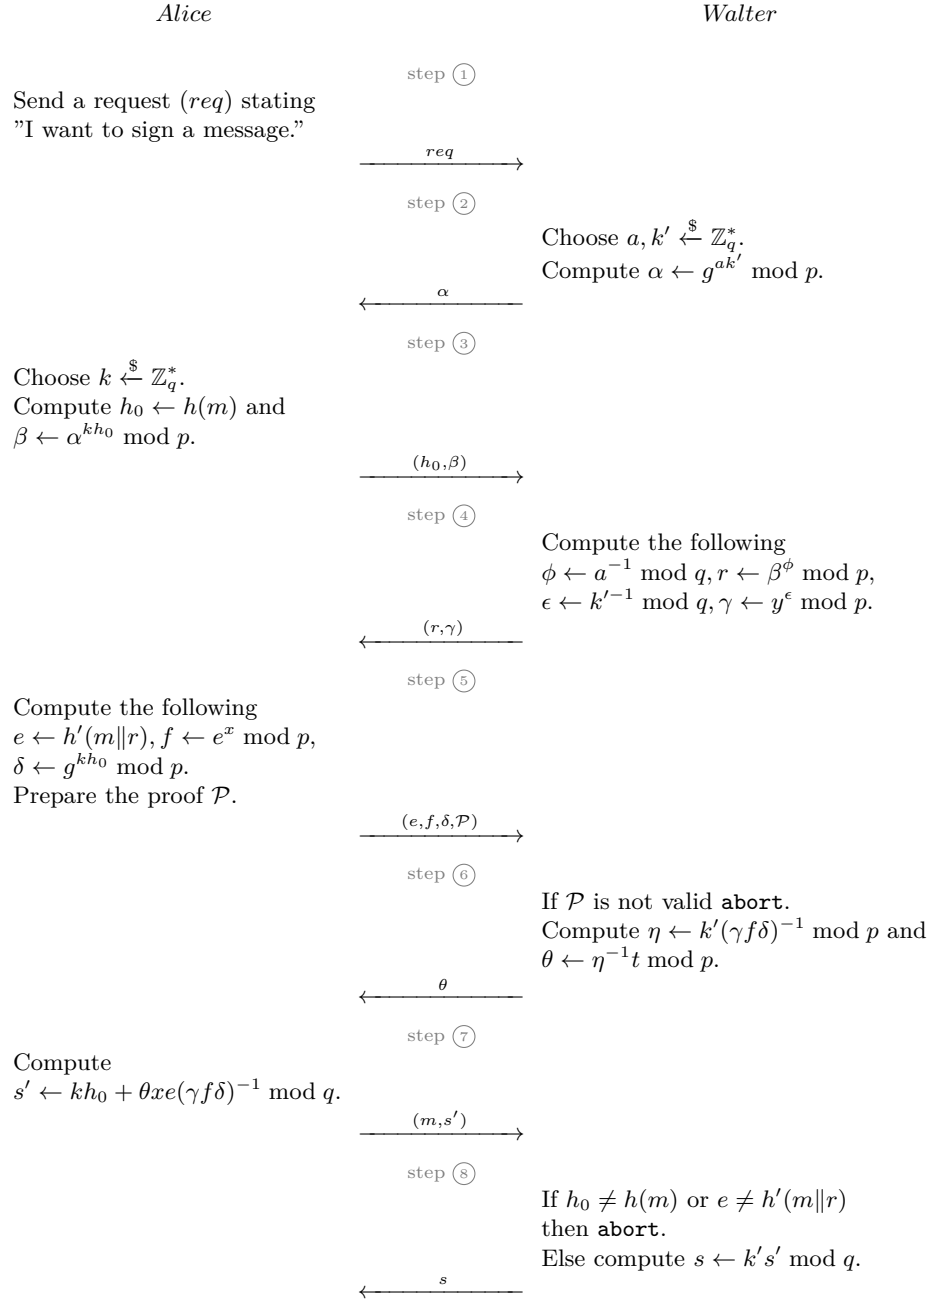 Alice Walter
step ①
Send a request (req) stating
”I want to sign a message.”
req
step ②
Choose a, k′ $← ℤ*_q.
Compute α ← g^{ak′} mod p.
α
step ③
Choose k $← ℤ*_q.
Compute h₀ ← h(m) and
β ← α^{kh₀} mod p.
(h₀,β)
step ④
Compute the following
ϕ ← a^{−1} mod q, r ← β^ϕ mod p,
ϵ ← k′^{−1} mod q, γ ← y^ϵ mod p.
(r,γ)
step ⑤
Compute the following
e ← h′(m‖r), f ← e^x mod p,
δ ← g^{kh₀} mod p.
Prepare the proof 𝒫.
(e,f,δ,𝒫)
step ⑥
If 𝒫 is not valid abort.
Compute η ← k′(γfδ)^{−1} mod p and
θ ← η^{−1}t mod p.
θ
step ⑦
Compute
s′ ← kh₀ + θxe(γfδ)^{−1} mod q.
(m,s′)
step ⑧
If h₀ ≠ h(m) or e ≠ h′(m‖r)
then abort.
Else compute s ← k′s′ mod q.
s